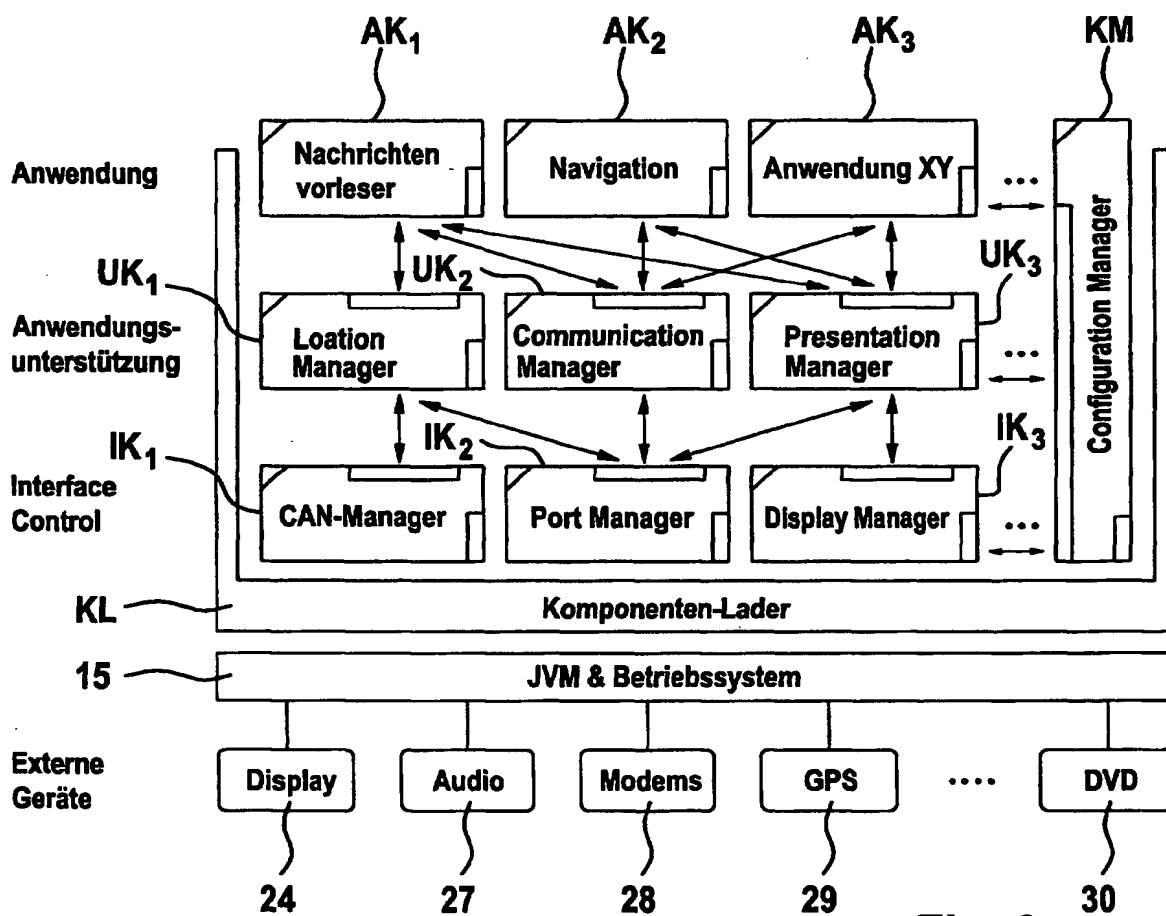 AK1 AK2 AK3 KM
Anwendung
Nachrichten
vorleser
Navigation
Anwendung XY
...
UK1 UK2 UK3
Anwendungs-
unterstützung
Loation
Manager
Communication
Manager
Presentation
Manager
...
Configuration Manager
IK1 IK2 IK3
Interface
Control
CAN-Manager
Port Manager
Display Manager
...
KL
Komponenten-Lader
15
JVM & Betriebssystem
Externe
Geräte
Display Audio Modems GPS .... DVD
24 27 28 29 30